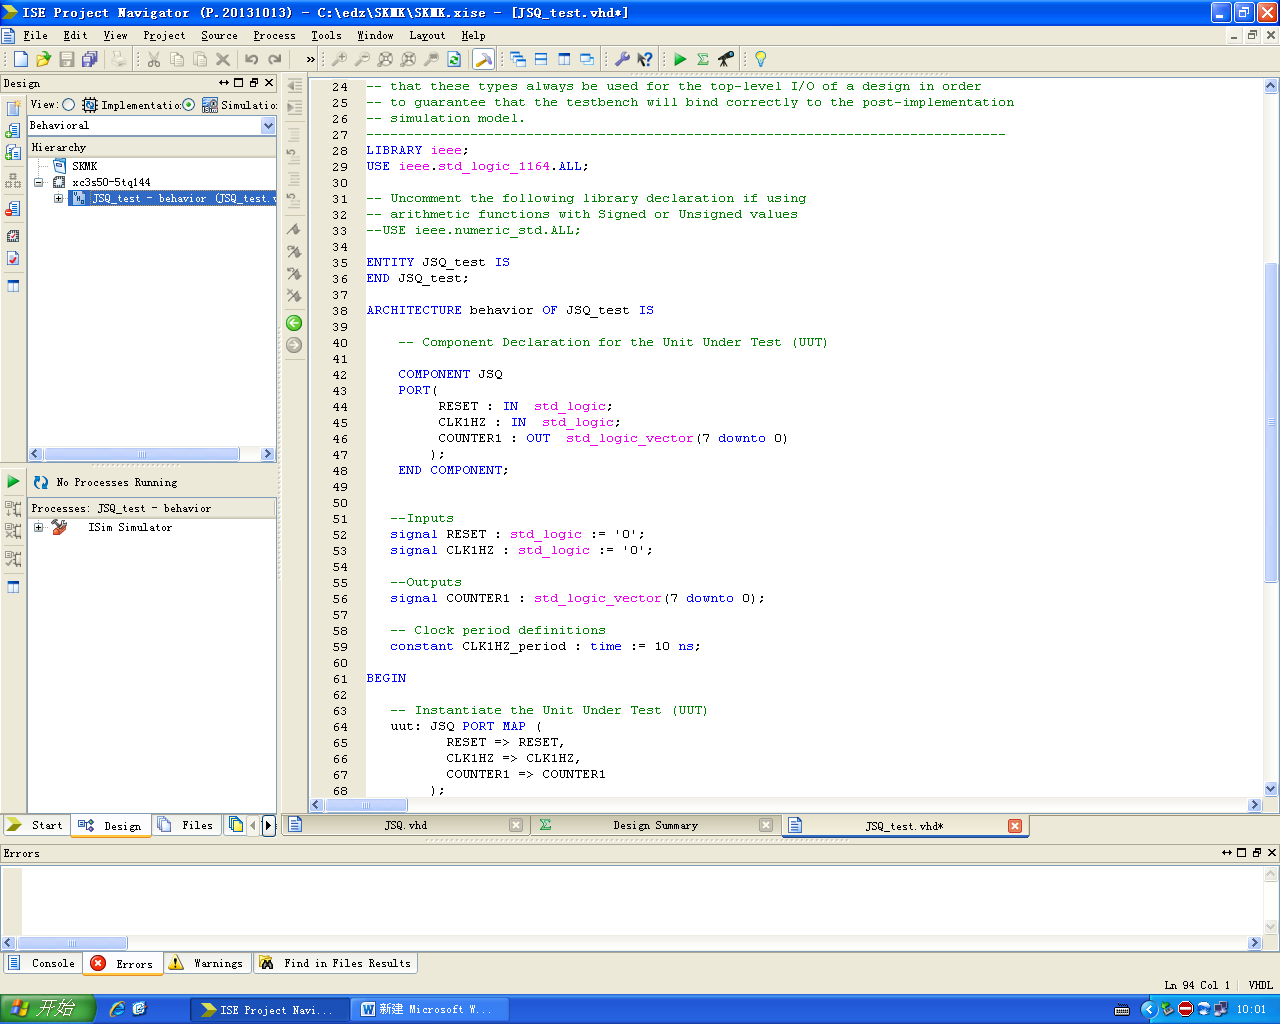 ISE Project Navigator (P.20131013) - C:\edz\SKMK\SKMK.xise - [JSQ_test.vhd*]
File Edit View Project Source Process Tools Window Layout Help
Design
View: Implementatio: Simulatio:
Behavioral
Hierarchy
SKMK
xc3s50-5tq144
JSQ_test - behavior (JSQ_test.v
No Processes Running
Processes: JSQ_test - behavior
ISim Simulator
Start Design Files
24 -- that these types always be used for the top-level I/O of a design in order
25 -- to guarantee that the testbench will bind correctly to the post-implementation
26 -- simulation model.
27 --------------------------------------------------------------------------------
28 LIBRARY ieee;
29 USE ieee.std_logic_1164.ALL;
30
31 -- Uncomment the following library declaration if using
32 -- arithmetic functions with Signed or Unsigned values
33 --USE ieee.numeric_std.ALL;
34
35 ENTITY JSQ_test IS
36 END JSQ_test;
37
38 ARCHITECTURE behavior OF JSQ_test IS
39
40 -- Component Declaration for the Unit Under Test (UUT)
41
42 COMPONENT JSQ
43 PORT(
44 RESET : IN std_logic;
45 CLK1HZ : IN std_logic;
46 COUNTER1 : OUT std_logic_vector(7 downto 0)
47 );
48 END COMPONENT;
49
50
51 --Inputs
52 signal RESET : std_logic := '0';
53 signal CLK1HZ : std_logic := '0';
54
55 --Outputs
56 signal COUNTER1 : std_logic_vector(7 downto 0);
57
58 -- Clock period definitions
59 constant CLK1HZ_period : time := 10 ns;
60
61 BEGIN
62
63 -- Instantiate the Unit Under Test (UUT)
64 uut: JSQ PORT MAP (
65 RESET => RESET,
66 CLK1HZ => CLK1HZ,
67 COUNTER1 => COUNTER1
68 );
JSQ.vhd Design Summary JSQ_test.vhd*
Errors
Console Errors Warnings Find in Files Results
Ln 94 Col 1 VHDL
开始 ISE Project Navi... 新建 Microsoft W... 10:01